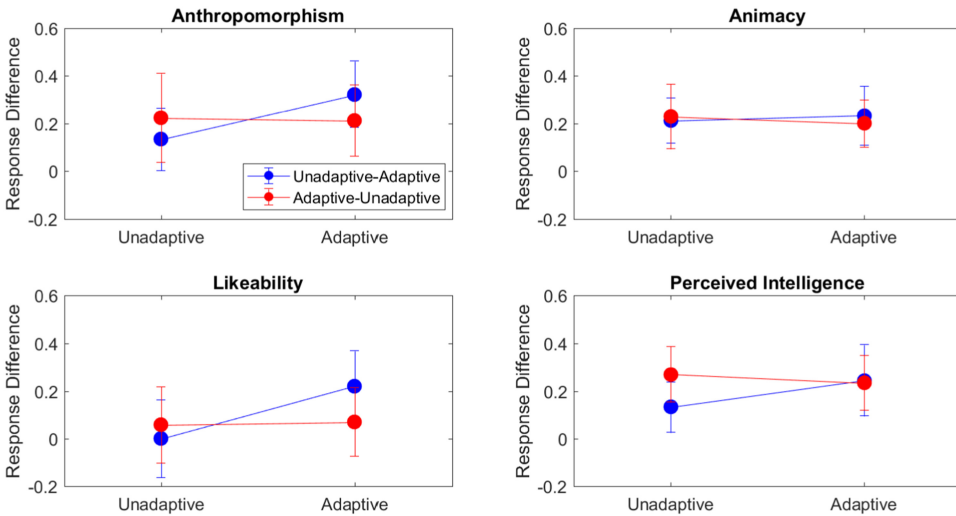 Anthropomorphism
Response Difference
0.6
0.4
0.2
0
-0.2
Unadaptive
Adaptive
Unadaptive-Adaptive
Adaptive-Unadaptive
Animacy
Response Difference
0.6
0.4
0.2
0
-0.2
Unadaptive
Adaptive
Likeability
Response Difference
0.6
0.4
0.2
0
-0.2
Unadaptive
Adaptive
Perceived Intelligence
Response Difference
0.6
0.4
0.2
0
-0.2
Unadaptive
Adaptive